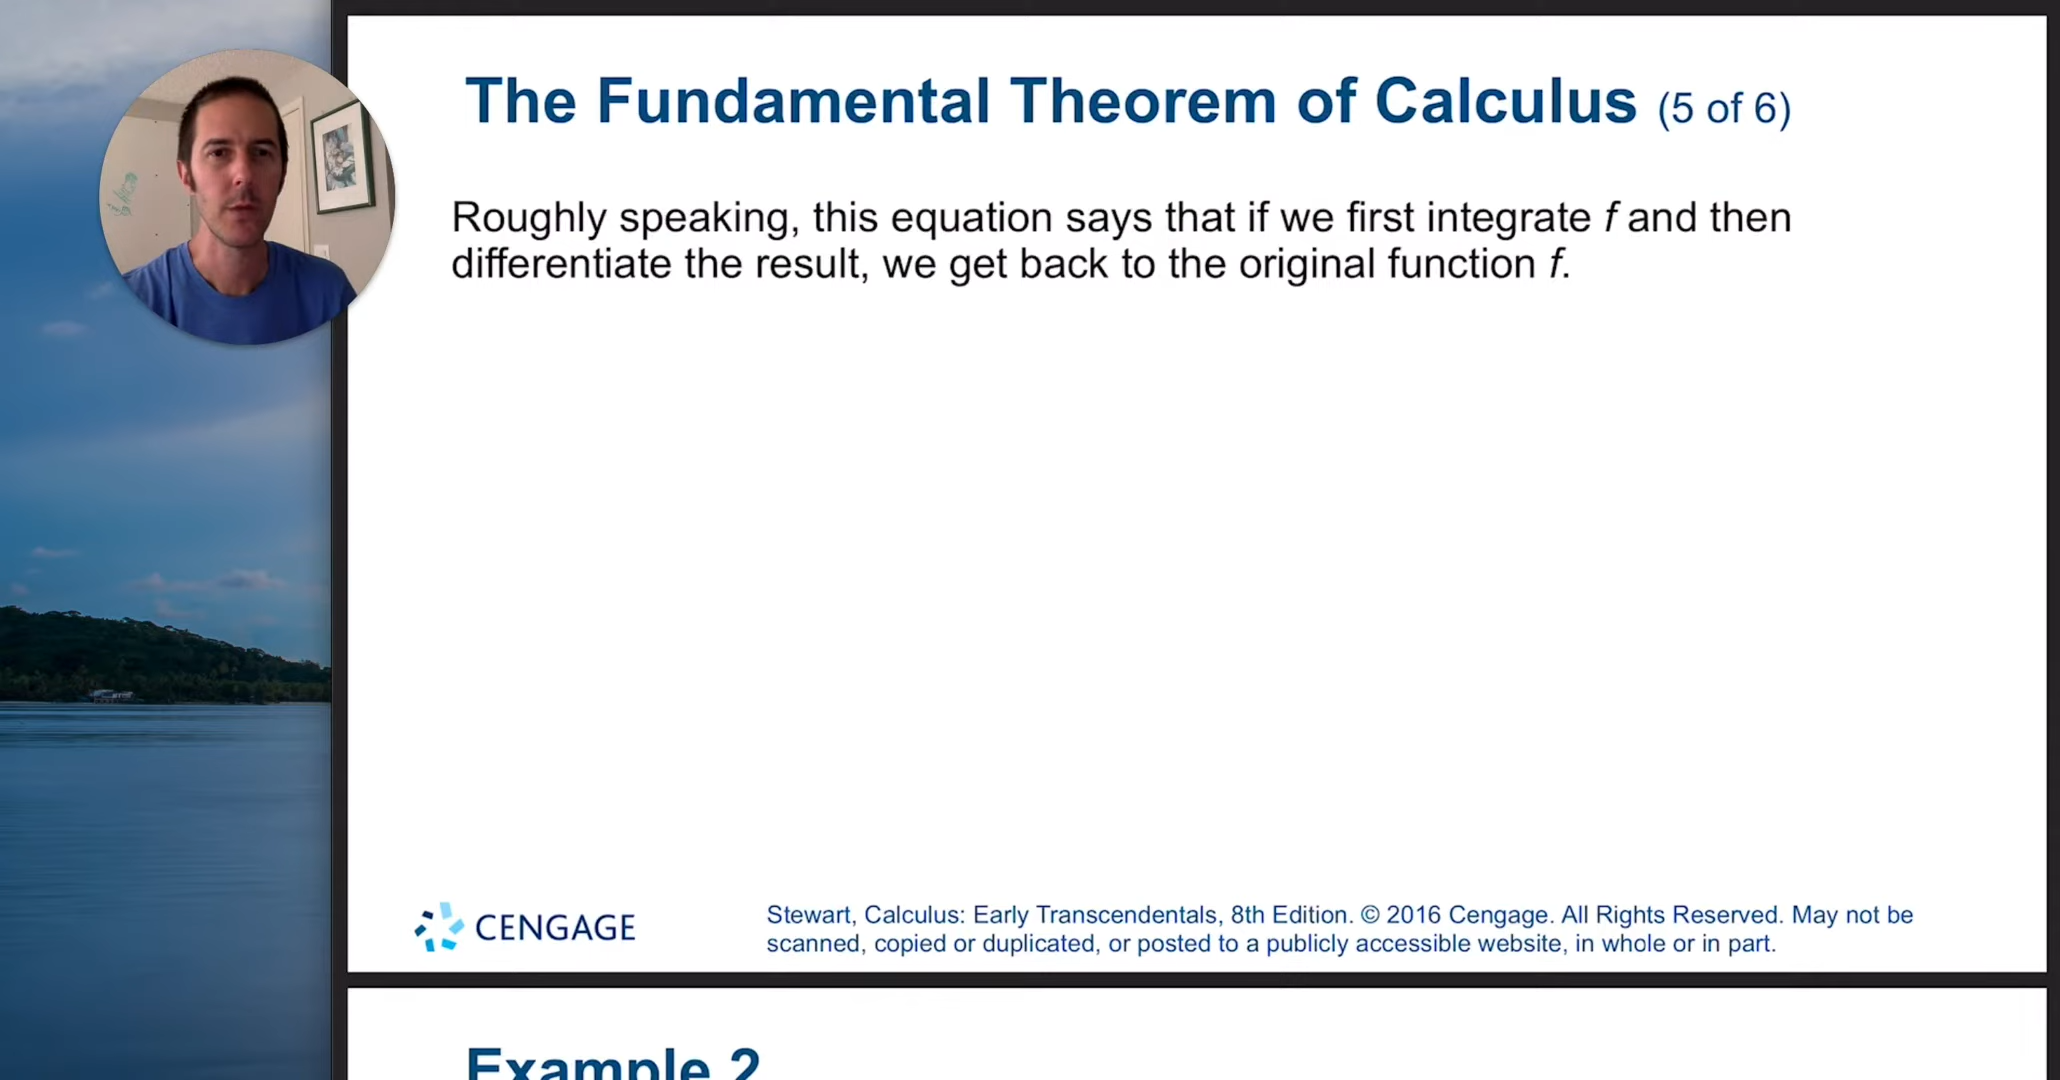 The Fundamental Theorem of Calculus (5 of 6)
Roughly speaking, this equation says that if we first integrate f and then
differentiate the result, we get back to the original function f.
CENGAGE
Stewart, Calculus: Early Transcendentals, 8th Edition. © 2016 Cengage. All Rights Reserved. May not be
scanned, copied or duplicated, or posted to a publicly accessible website, in whole or in part.
Example 2